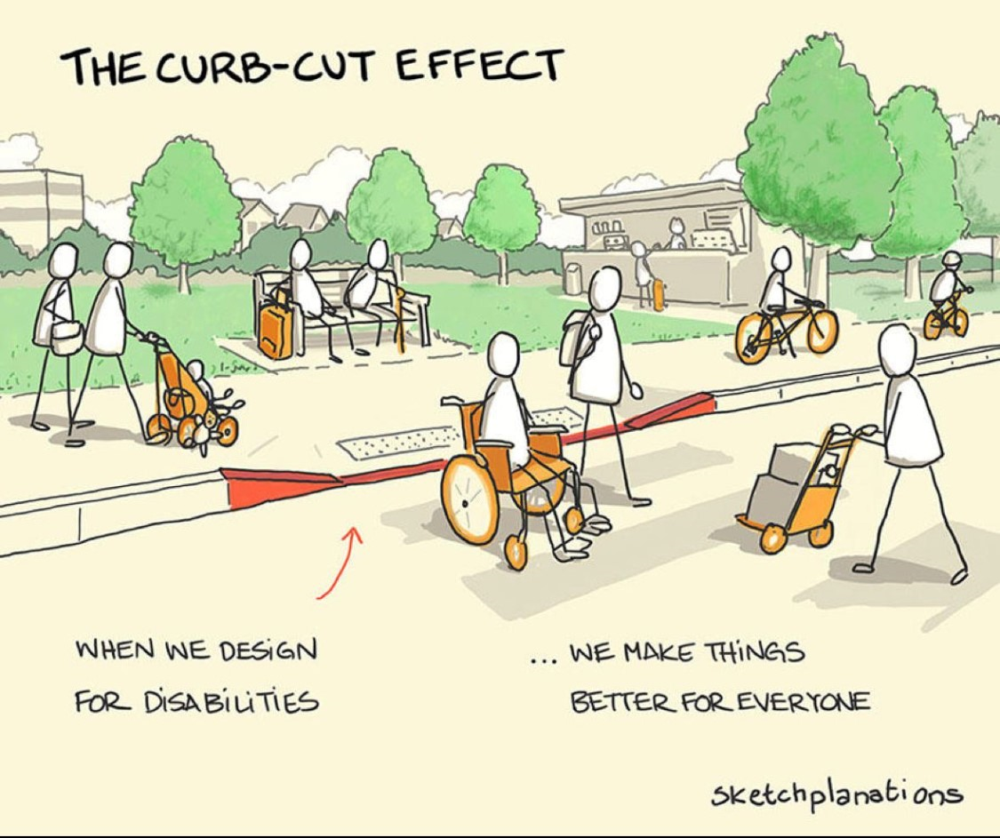 THE CURB-CUT EFFECT
WHEN WE DESIGN
FOR DISABILITIES
... WE MAKE THINGS
BETTER FOR EVERYONE
sketchplanations